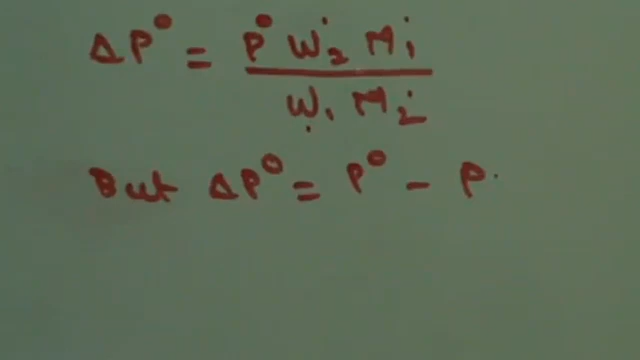 ΔP° = P° W₂ M₁ / W₁ M₂
But ΔP° = P° - P